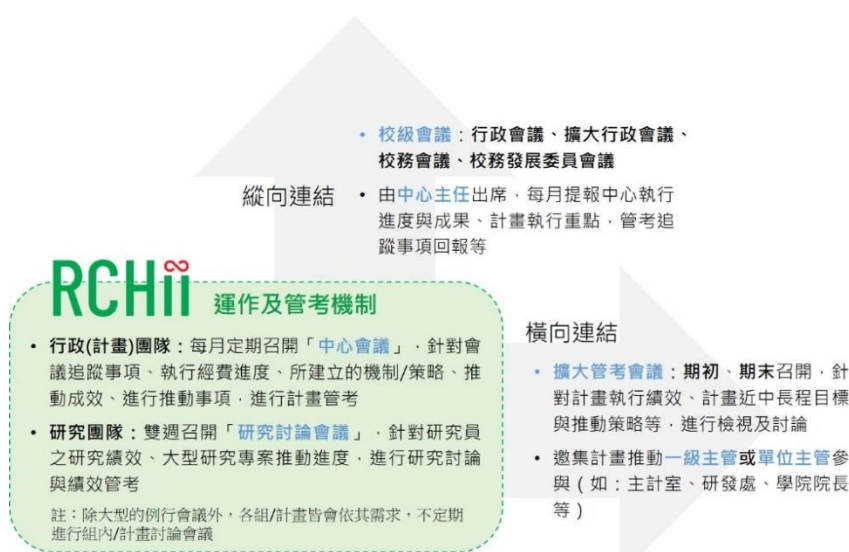 • 校級會議：行政會議、擴大行政會議、
校務會議、校務發展委員會議
縱向連結
• 由中心主任出席，每月提報中心執行
進度與成果、計畫執行重點，管考追
蹤事項回報等
RCHii 運作及管考機制
• 行政(計畫)團隊：每月定期召開「中心會議」，針對會
議追蹤事項、執行經費進度、所建立的機制/策略、推
動成效、進行推動事項，進行計畫管考
• 研究團隊：雙週召開「研究討論會議」，針對研究員
之研究績效、大型研究專案推動進度，進行研究討論
與績效管考
註：除大型的例行會議外，各組/計畫皆會依其需求，不定期
進行組內/計畫討論會議
橫向連結
• 擴大管考會議：期初、期末召開，針
對計畫執行績效、計畫近中長程目標
與推動策略等，進行檢視及討論
• 邀集計畫推動一級主管或單位主管參
與（如：主計室、研發處、學院院長
等）